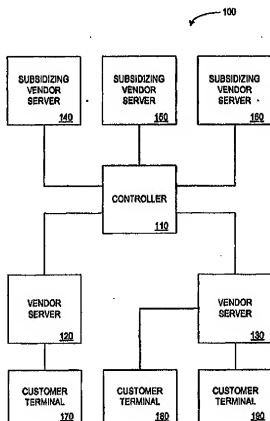 100
SUBSIDIZING SUBSIDIZING SUBSIDIZING
VENDOR VENDOR VENDOR
SERVER SERVER SERVER
140 150 160
CONTROLLER
110
VENDOR VENDOR
SERVER SERVER
120 130
CUSTOMER CUSTOMER CUSTOMER
TERMINAL TERMINAL TERMINAL
170 180 190